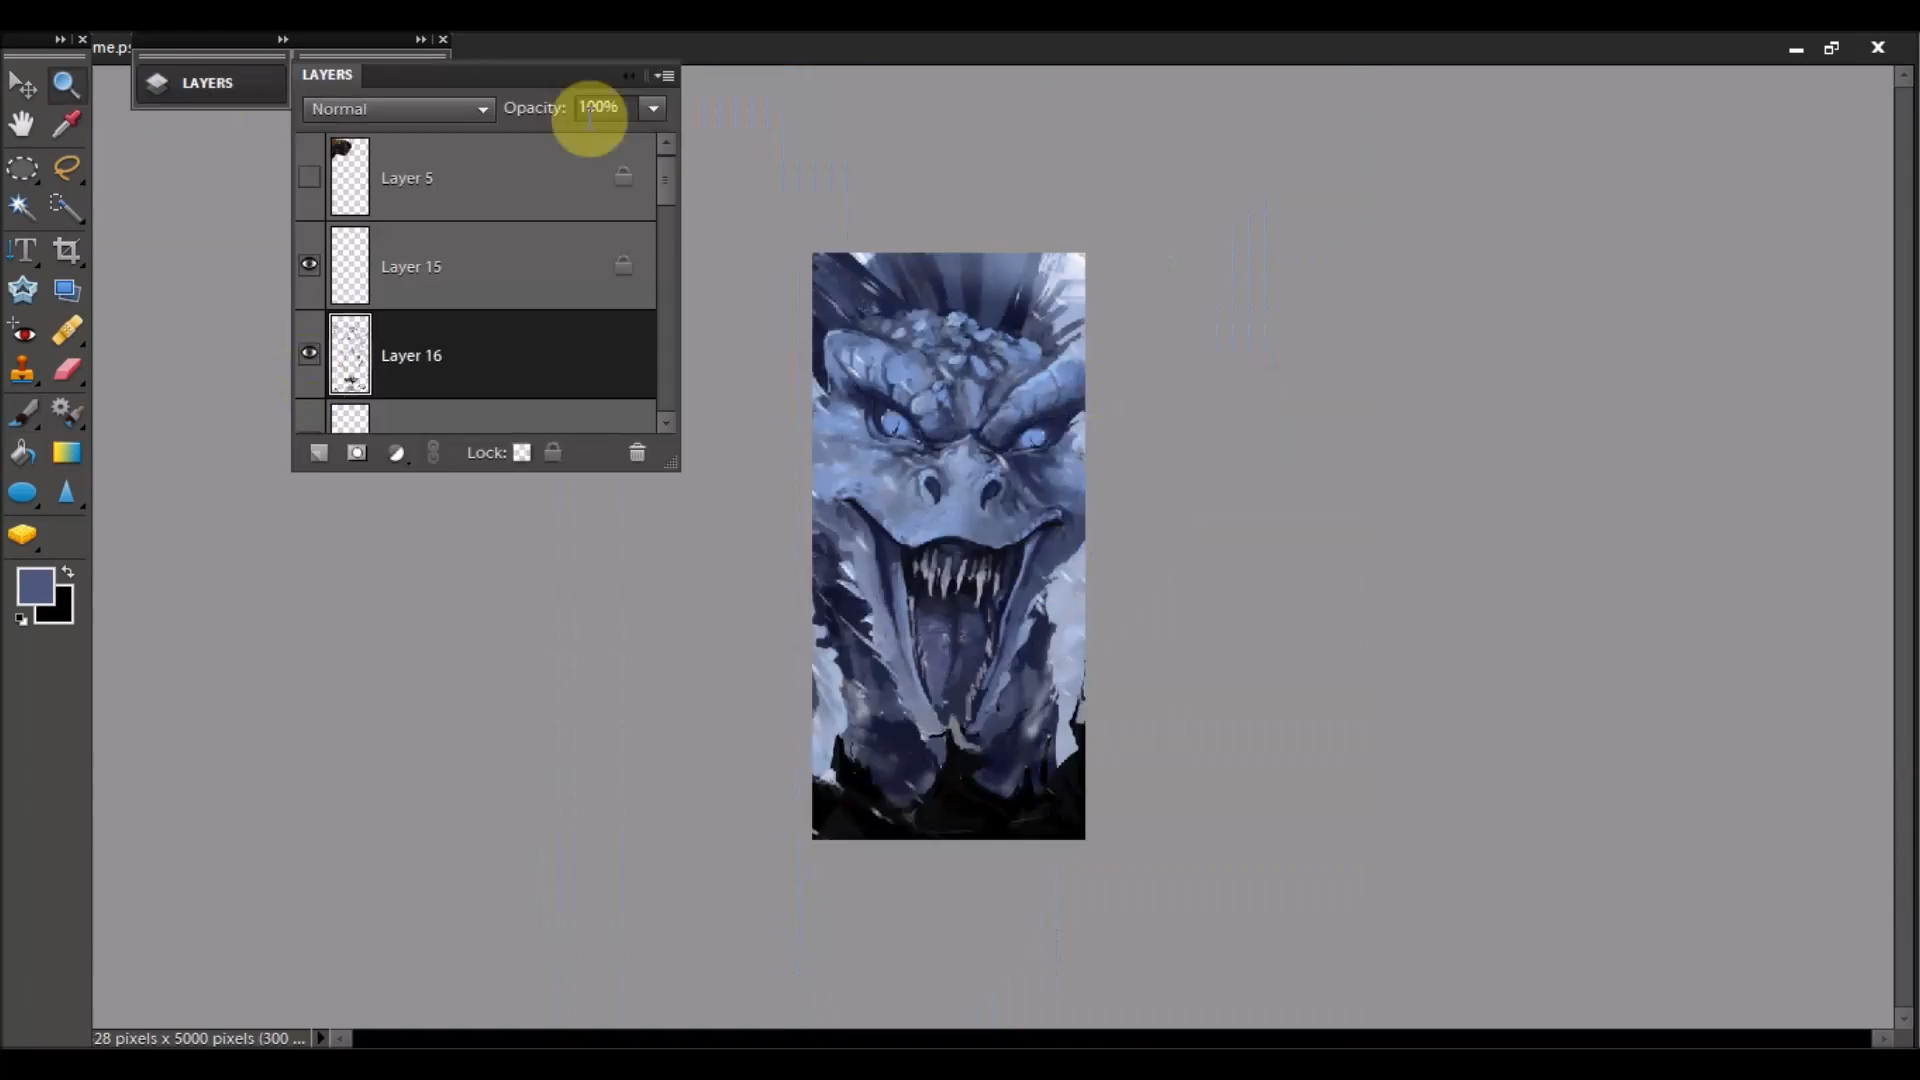 me.ps
LAYERS
LAYERS
Normal
Opacity: 100%
Layer 5
Layer 15
Layer 16
Lock:
28 pixels x 5000 pixels (300 ...